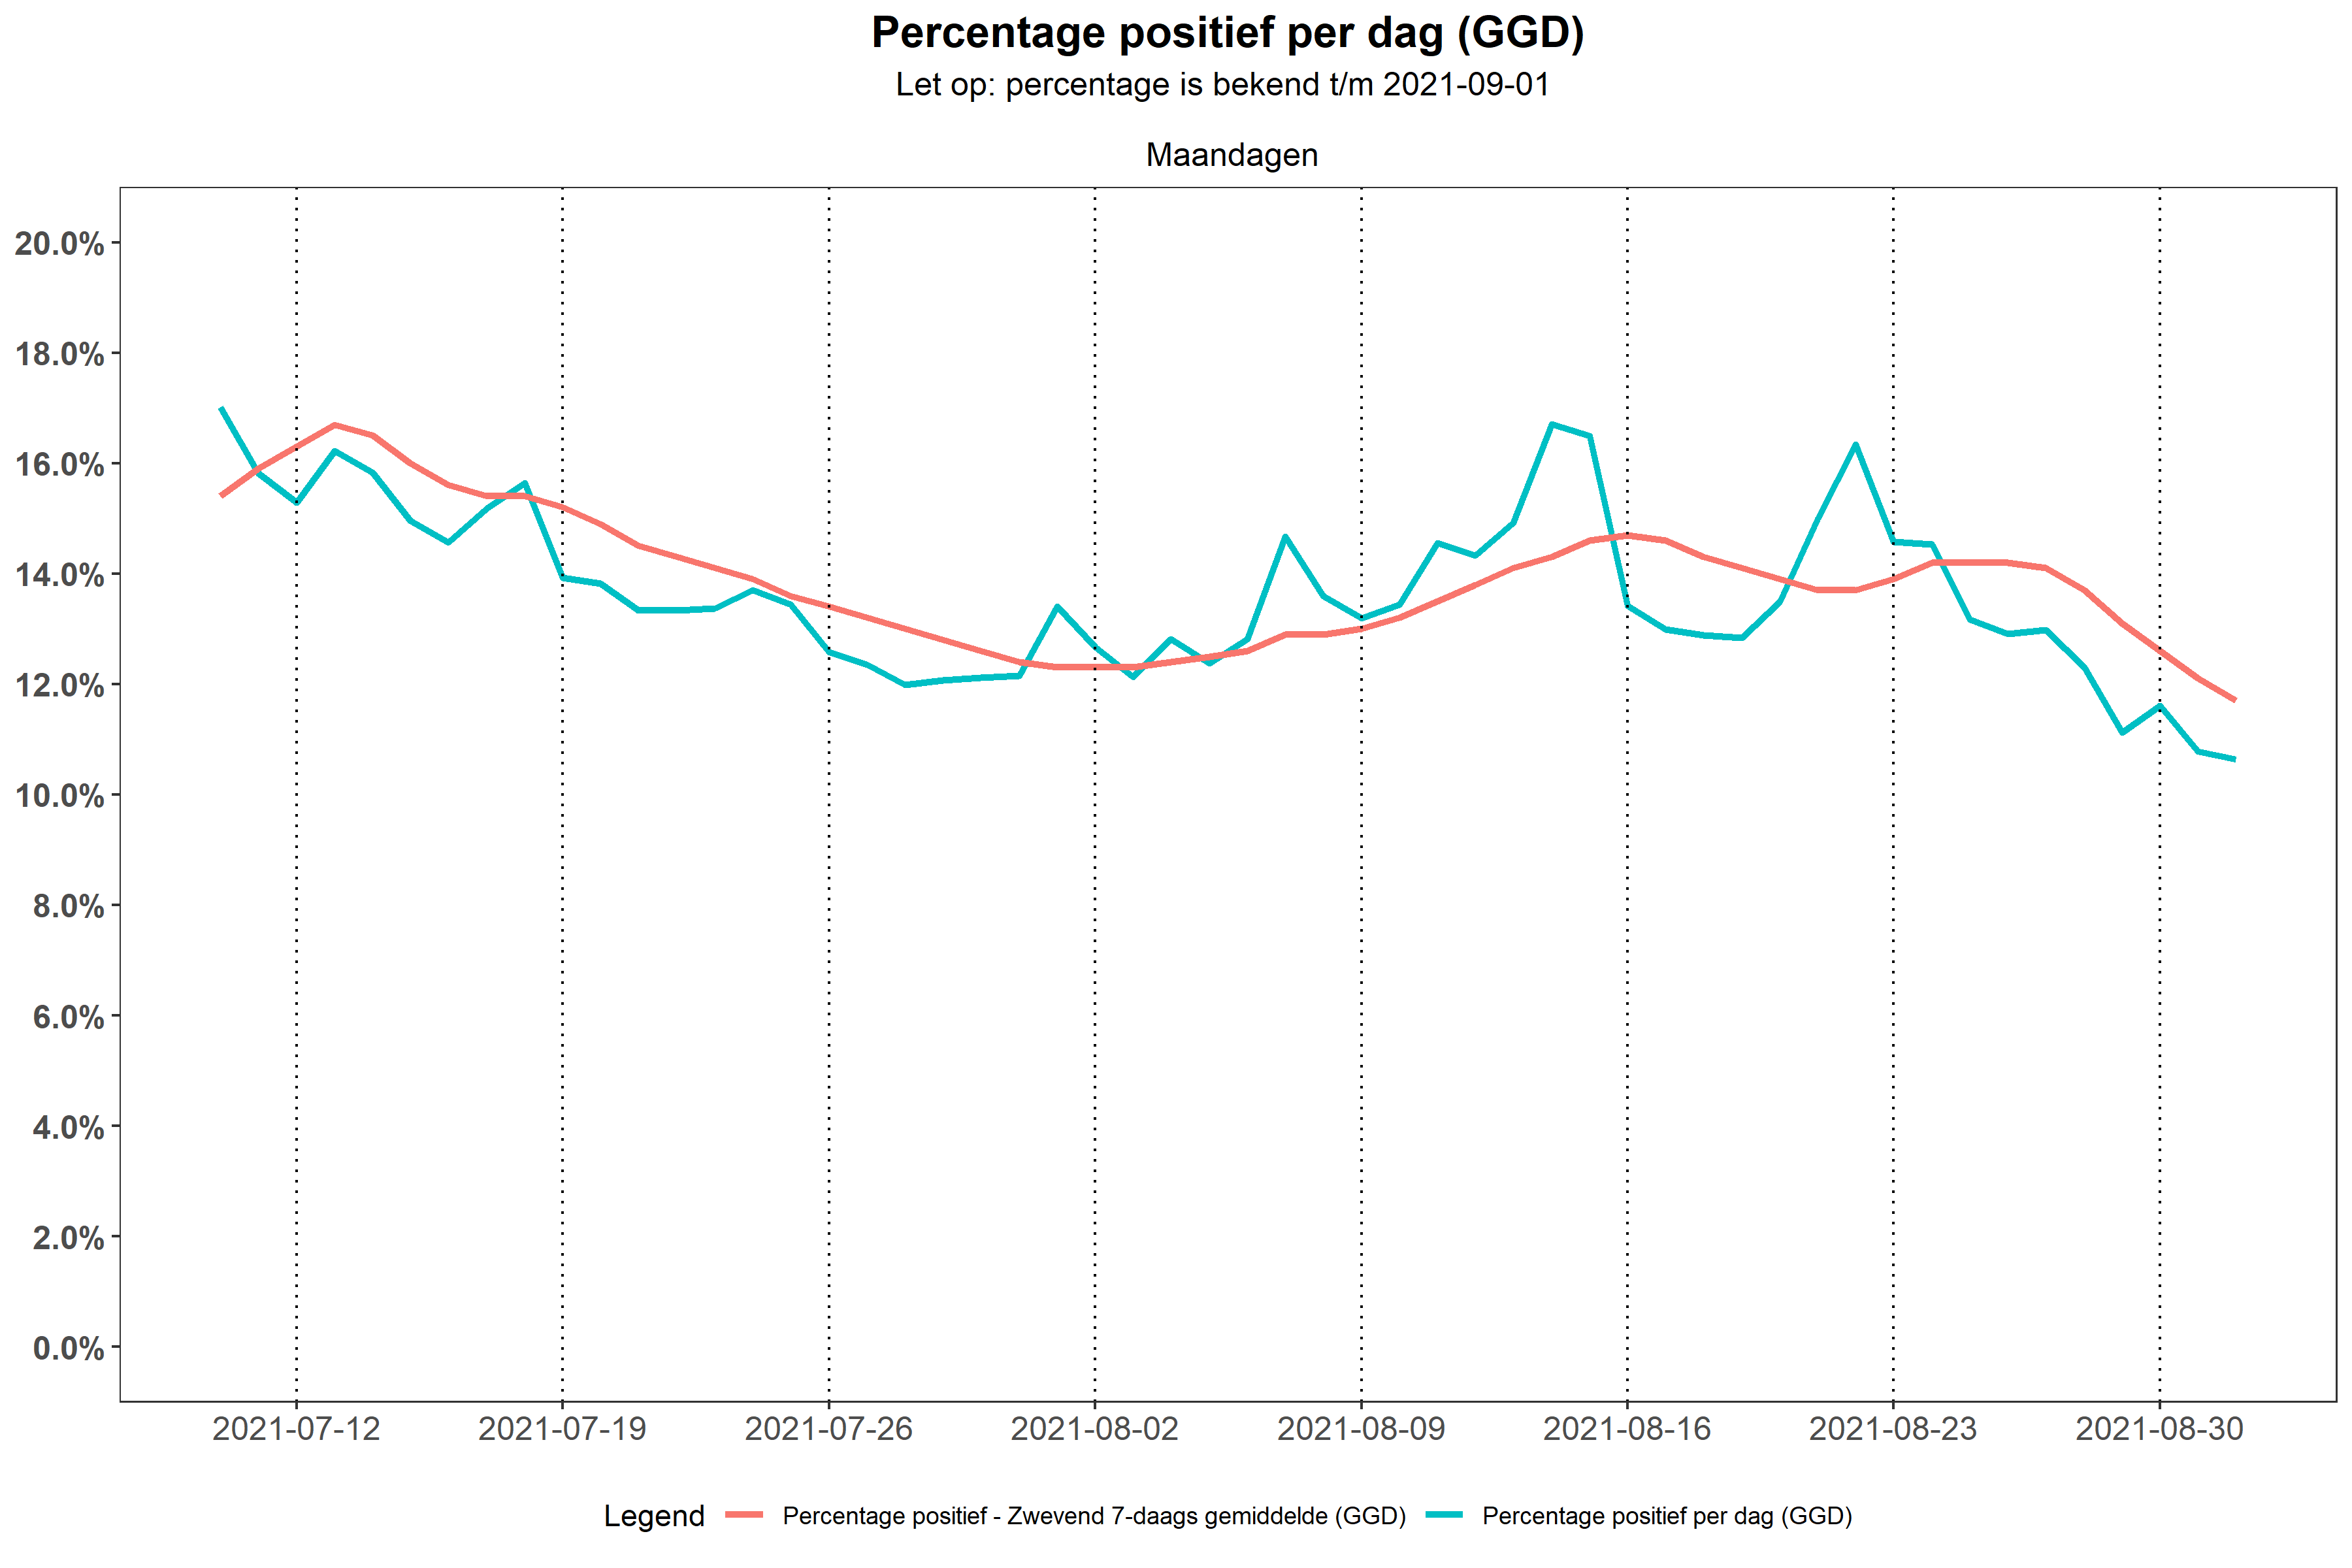 Percentage positief per dag (GGD)
Let op: percentage is bekend t/m 2021-09-01
Maandagen
20.0%
18.0%
16.0%
14.0%
12.0%
10.0%
8.0%
6.0%
4.0%
2.0%
0.0%
2021-07-12 2021-07-19 2021-07-26 2021-08-02 2021-08-09 2021-08-16 2021-08-23 2021-08-30
Legend Percentage positief - Zwevend 7-daags gemiddelde (GGD) Percentage positief per dag (GGD)